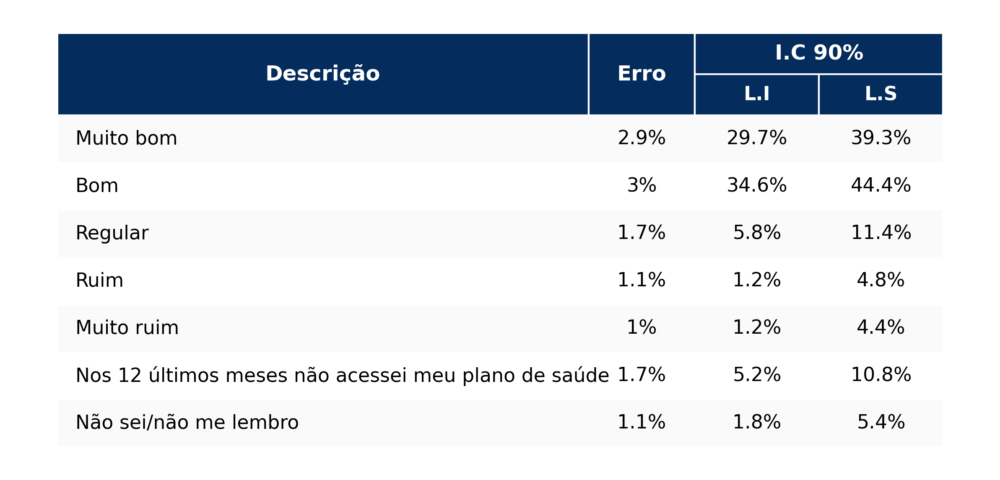 Descrição Erro I.C 90%
L.I L.S
Muito bom 2.9% 29.7% 39.3%
Bom 3% 34.6% 44.4%
Regular 1.7% 5.8% 11.4%
Ruim 1.1% 1.2% 4.8%
Muito ruim 1% 1.2% 4.4%
Nos 12 últimos meses não acessei meu plano de saúde 1.7% 5.2% 10.8%
Não sei/não me lembro 1.1% 1.8% 5.4%